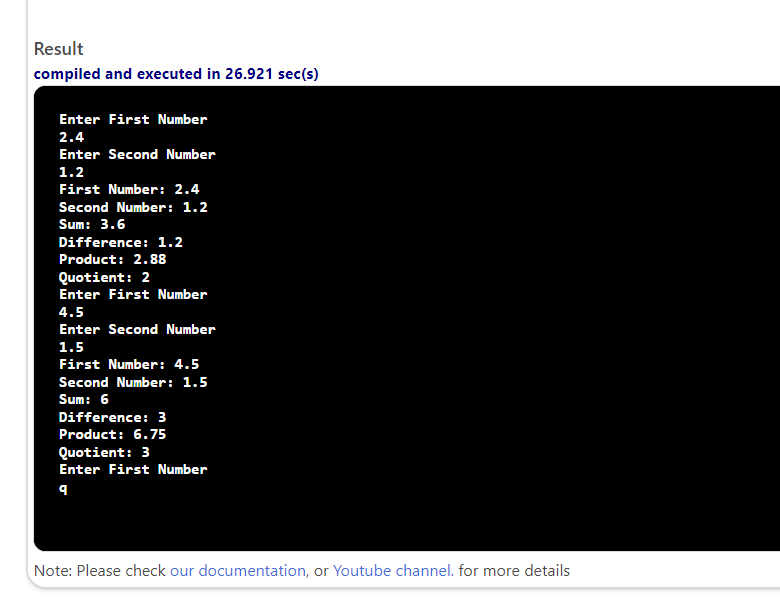 Result
compiled and executed in 26.921 sec(s)
Enter First Number
2.4
Enter Second Number
1.2
First Number: 2.4
Second Number: 1.2
Sum: 3.6
Difference: 1.2
Product: 2.88
Quotient: 2
Enter First Number
4.5
Enter Second Number
1.5
First Number: 4.5
Second Number: 1.5
Sum: 6
Difference: 3
Product: 6.75
Quotient: 3
Enter First Number
q
Note: Please check our documentation, or Youtube channel. for more details